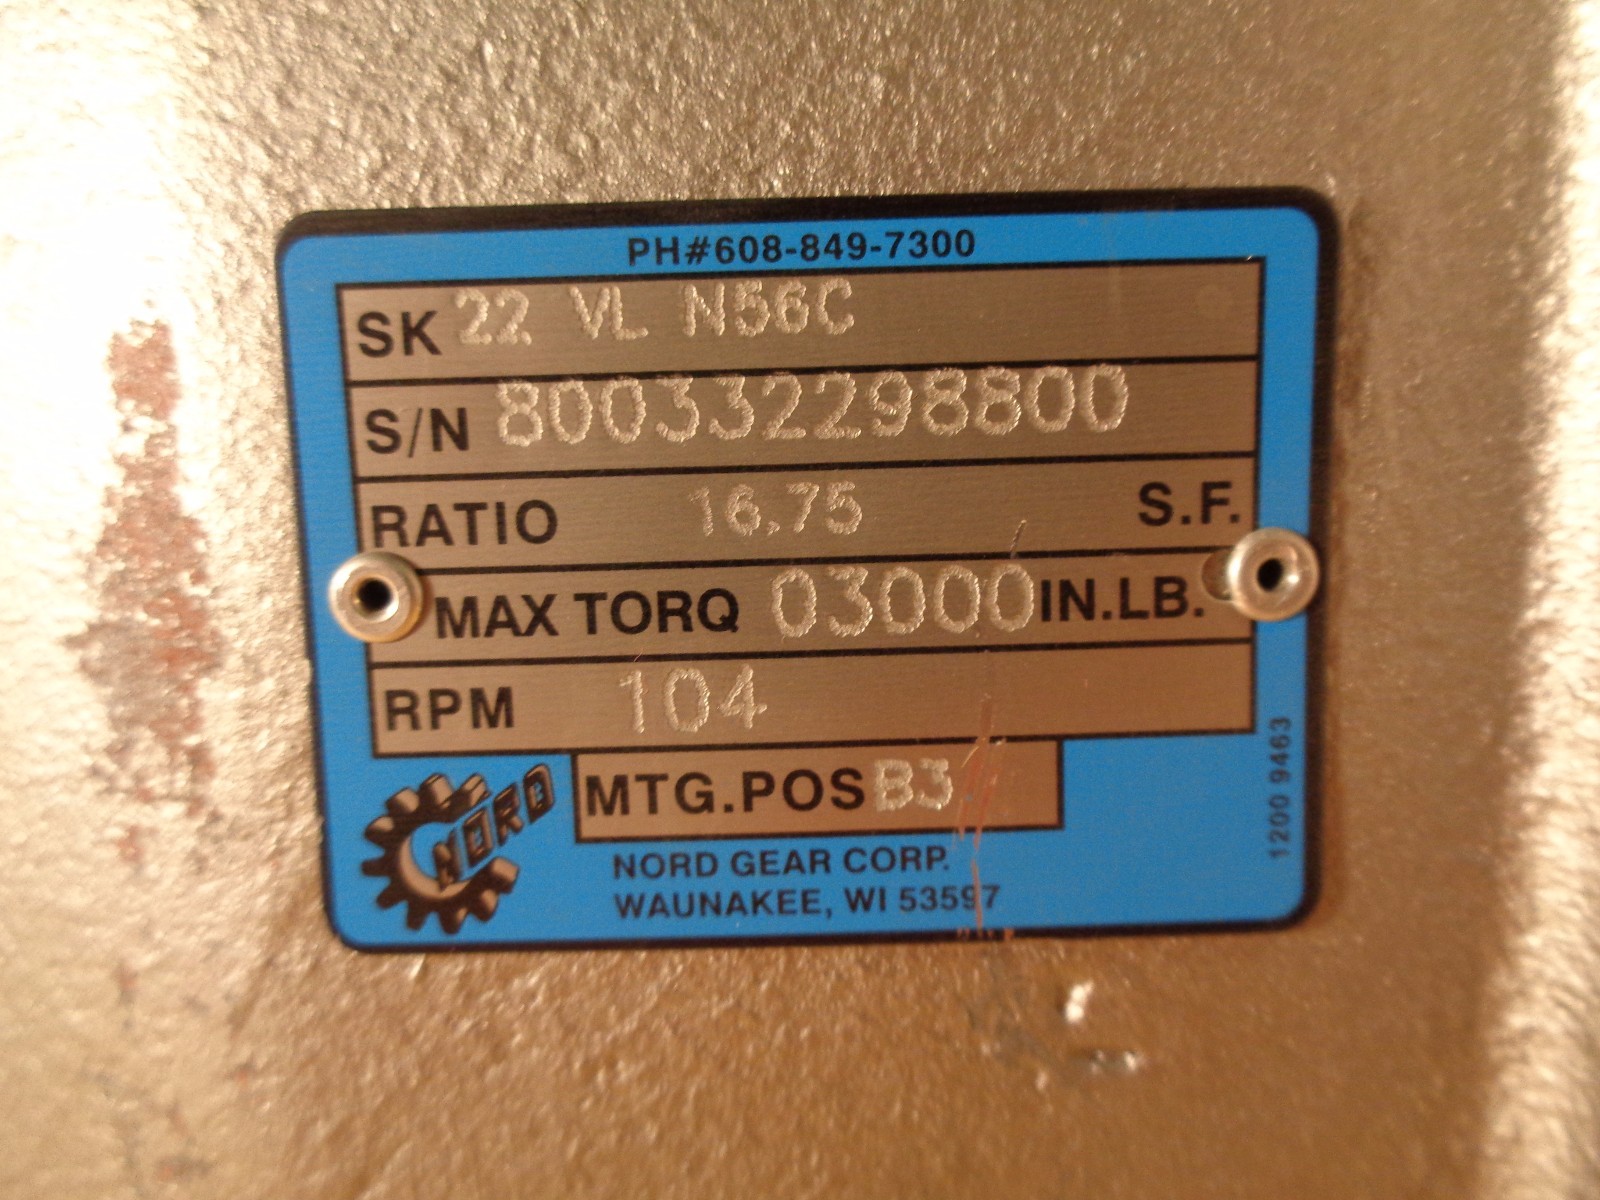 PH#608-849-7300
SK 22 VL N56C
S/N 800332298800
RATIO 16.75 S.F.
MAX TORQ 03000 IN.LB.
RPM 104
MTG.POS B3
NORD
NORD GEAR CORP.
WAUNAKEE, WI 53597
1200 9463